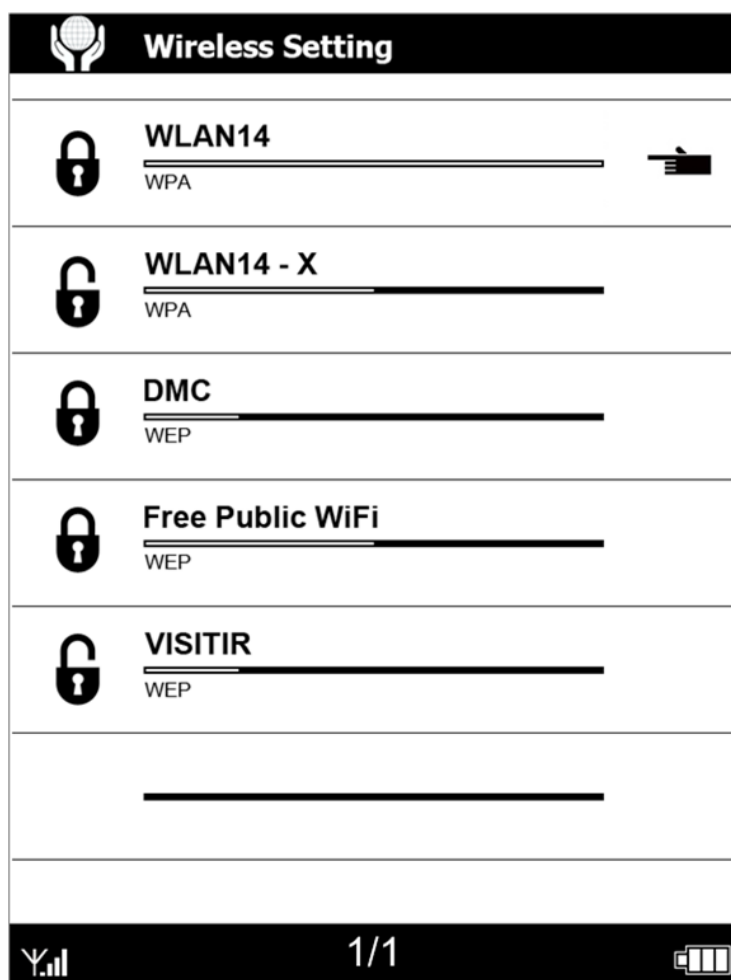 Wireless Setting
WLAN14
WPA
WLAN14 - X
WPA
DMC
WEP
Free Public WiFi
WEP
VISITIR
WEP
1/1